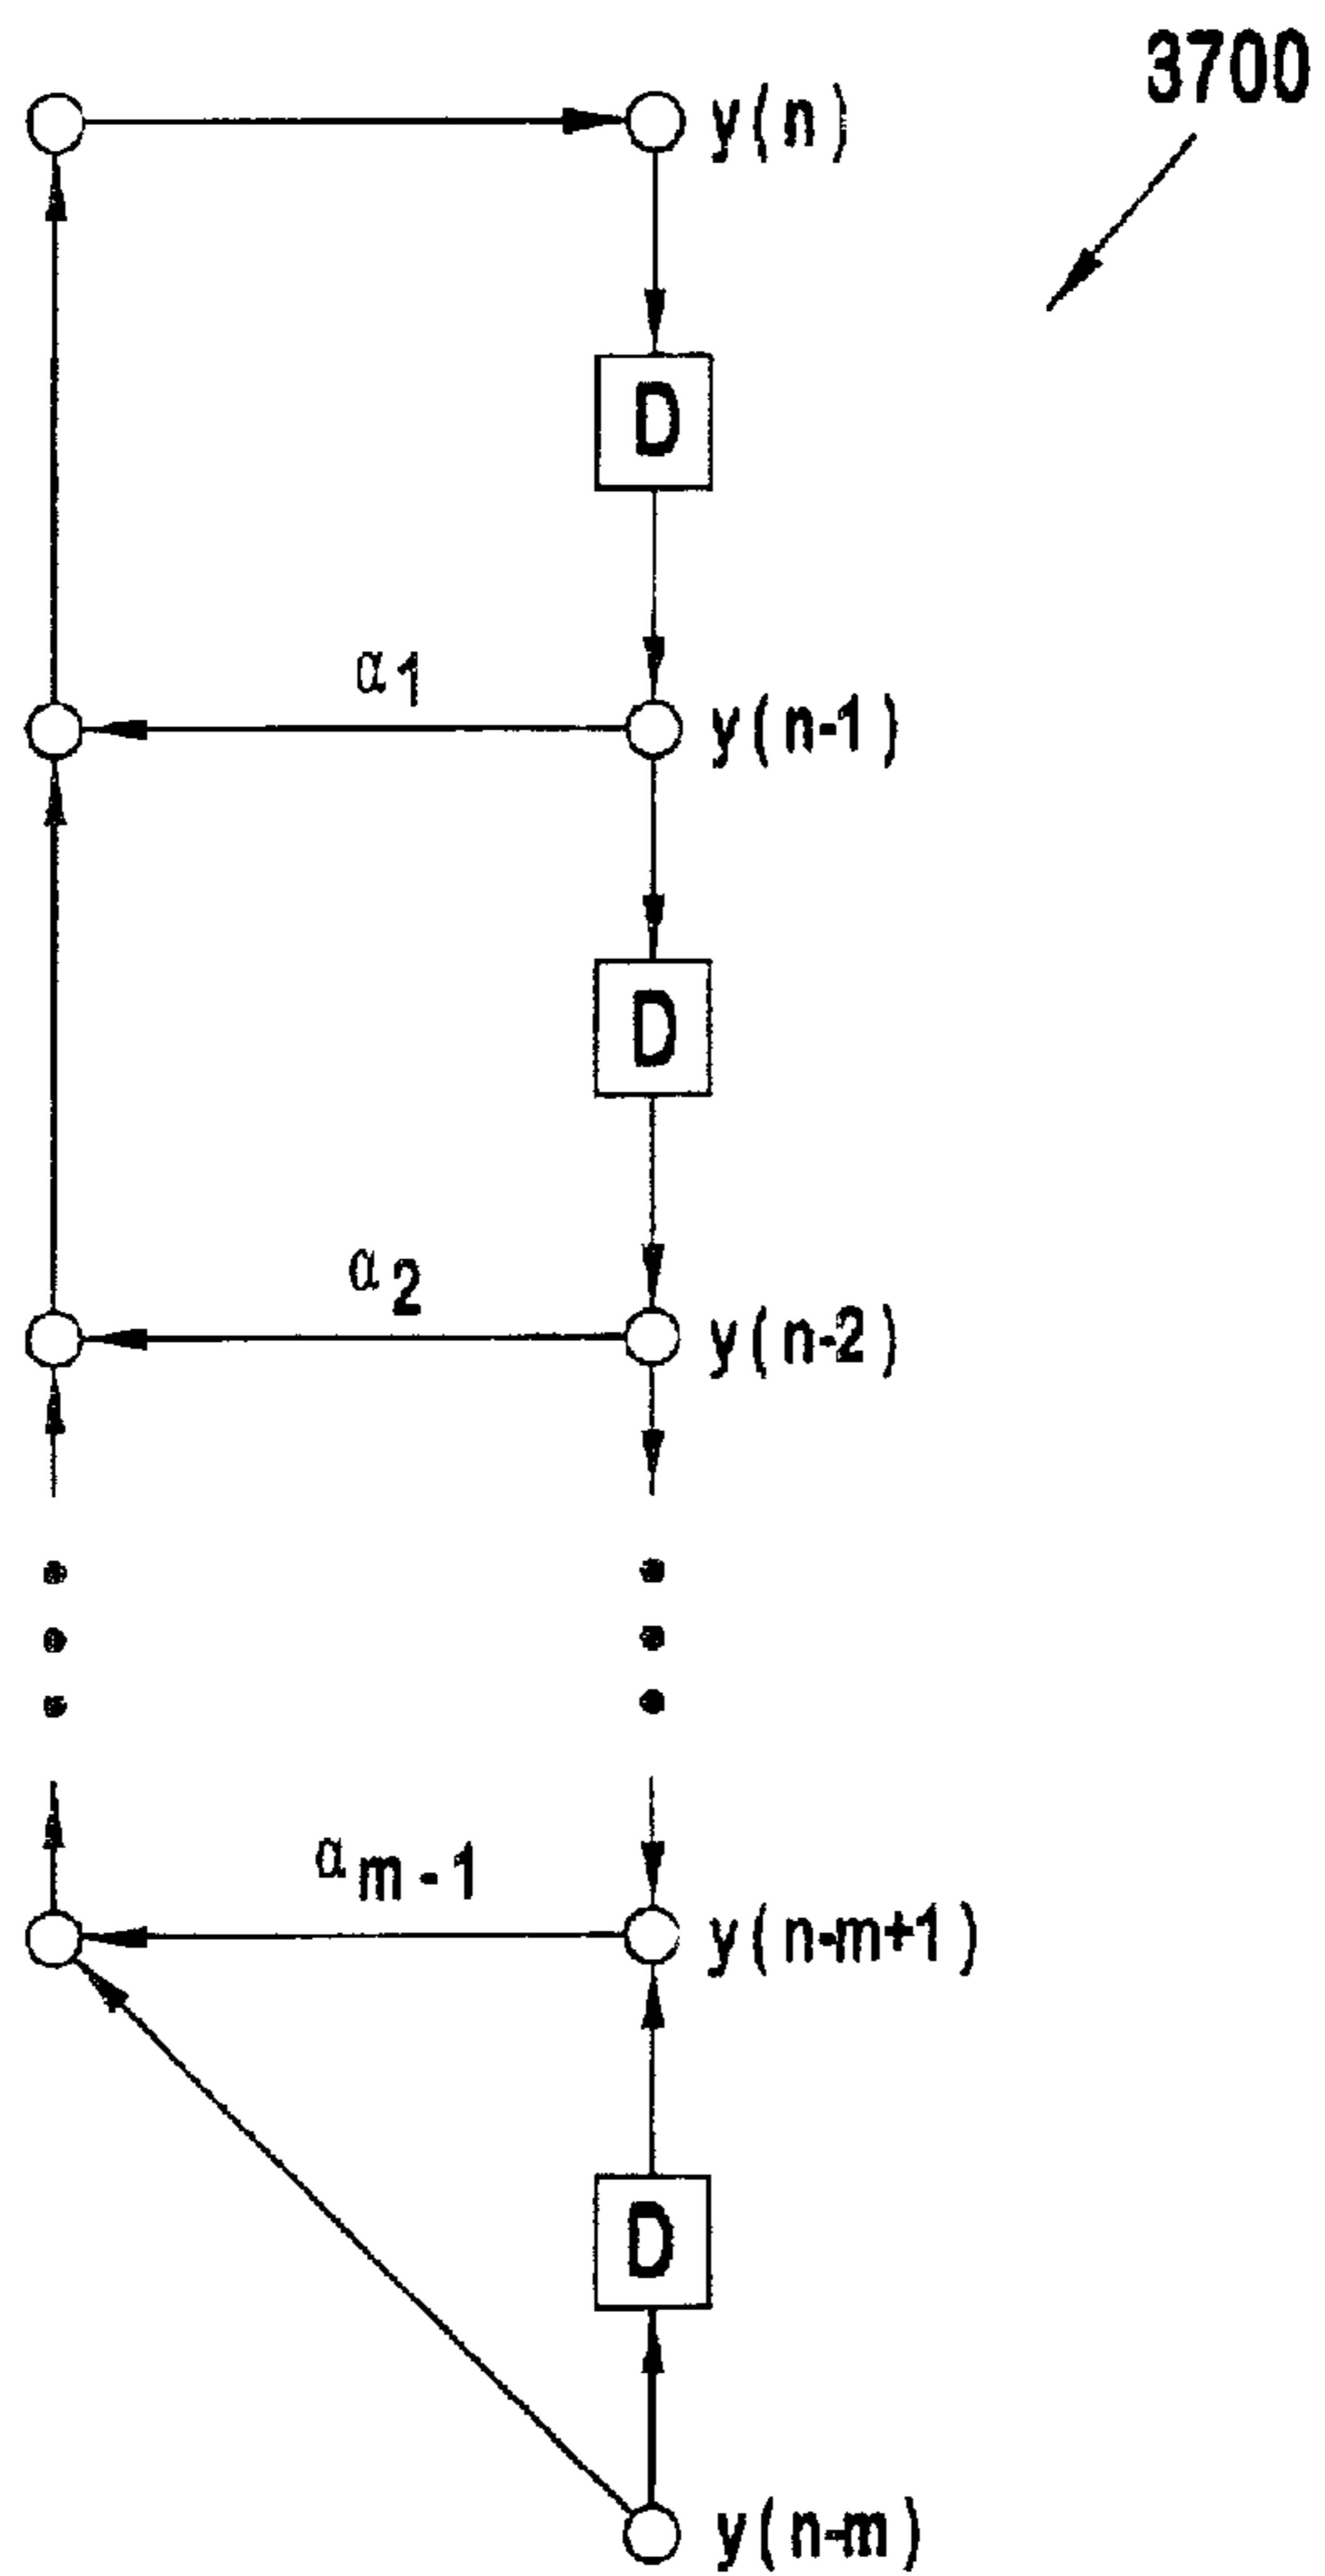 3700
y(n)
D
α1
y(n-1)
D
α2
y(n-2)
αm-1
y(n-m+1)
D
y(n-m)